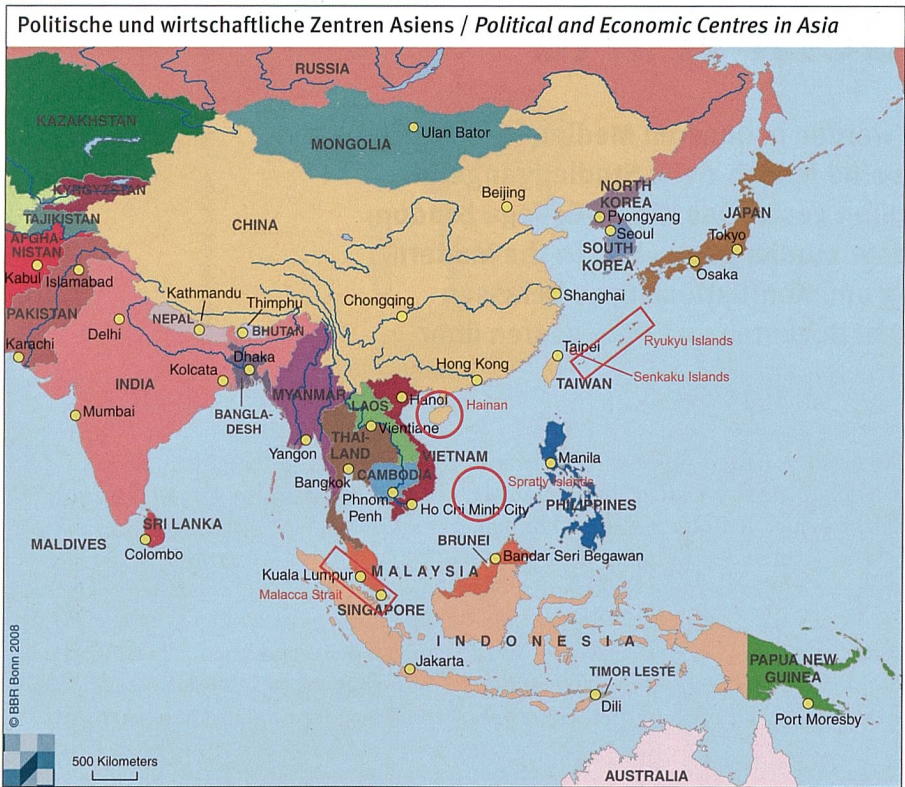 Politische und wirtschaftliche Zentren Asiens / Political and Economic Centres in Asia
RUSSIA
KAZAKHSTAN
MONGOLIA
Ulan Bator
KYRGYZSTAN
TAJIKISTAN
AFGHA-
NISTAN
Kabul
Islamabad
PAKISTAN
Karachi
CHINA
Beijing
NORTH
KOREA
Pyongyang
Seoul
SOUTH
KOREA
JAPAN
Tokyo
Osaka
Shanghai
Chongqing
Kathmandu
Thimphu
NEPAL
BHUTAN
Delhi
Dhaka
INDIA
Kolcata
Mumbai
BANGLA-
DESH
MYANMAR
Yangon
Hong Kong
Taipei
TAIWAN
Ryukyu Islands
Senkaku Islands
Hanoi
Hainan
LAOS
Vientiane
THAI-
LAND
VIETNAM
CAMBODIA
Bangkok
Phnom
Penh
Ho Chi Minh City
Spratly Islands
Manila
PHILIPPINES
SRI LANKA
MALDIVES
Colombo
BRUNEI
Bandar Seri Begawan
MALAYSIA
Kuala Lumpur
Malacca Strait
SINGAPORE
INDONESIA
Jakarta
TIMOR LESTE
Dili
PAPUA NEW
GUINEA
Port Moresby
AUSTRALIA
© BBR Bonn 2008
500 Kilometers